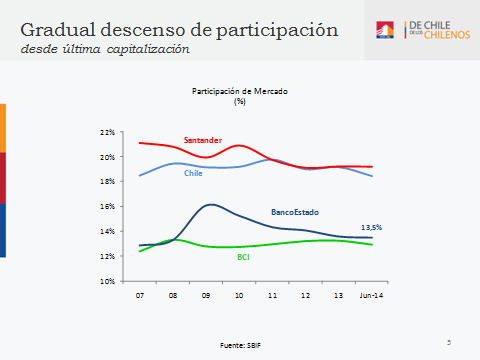 Gradual descenso de participación
desde última capitalización
DE CHILE
DE LOS
CHILENOS
Participación de Mercado
(%)
22%
20%
18%
16%
14%
12%
10%
Santander
Chile
BancoEstado
13,5%
BCI
07 08 09 10 11 12 13 Jun-14
Fuente: SBIF
5